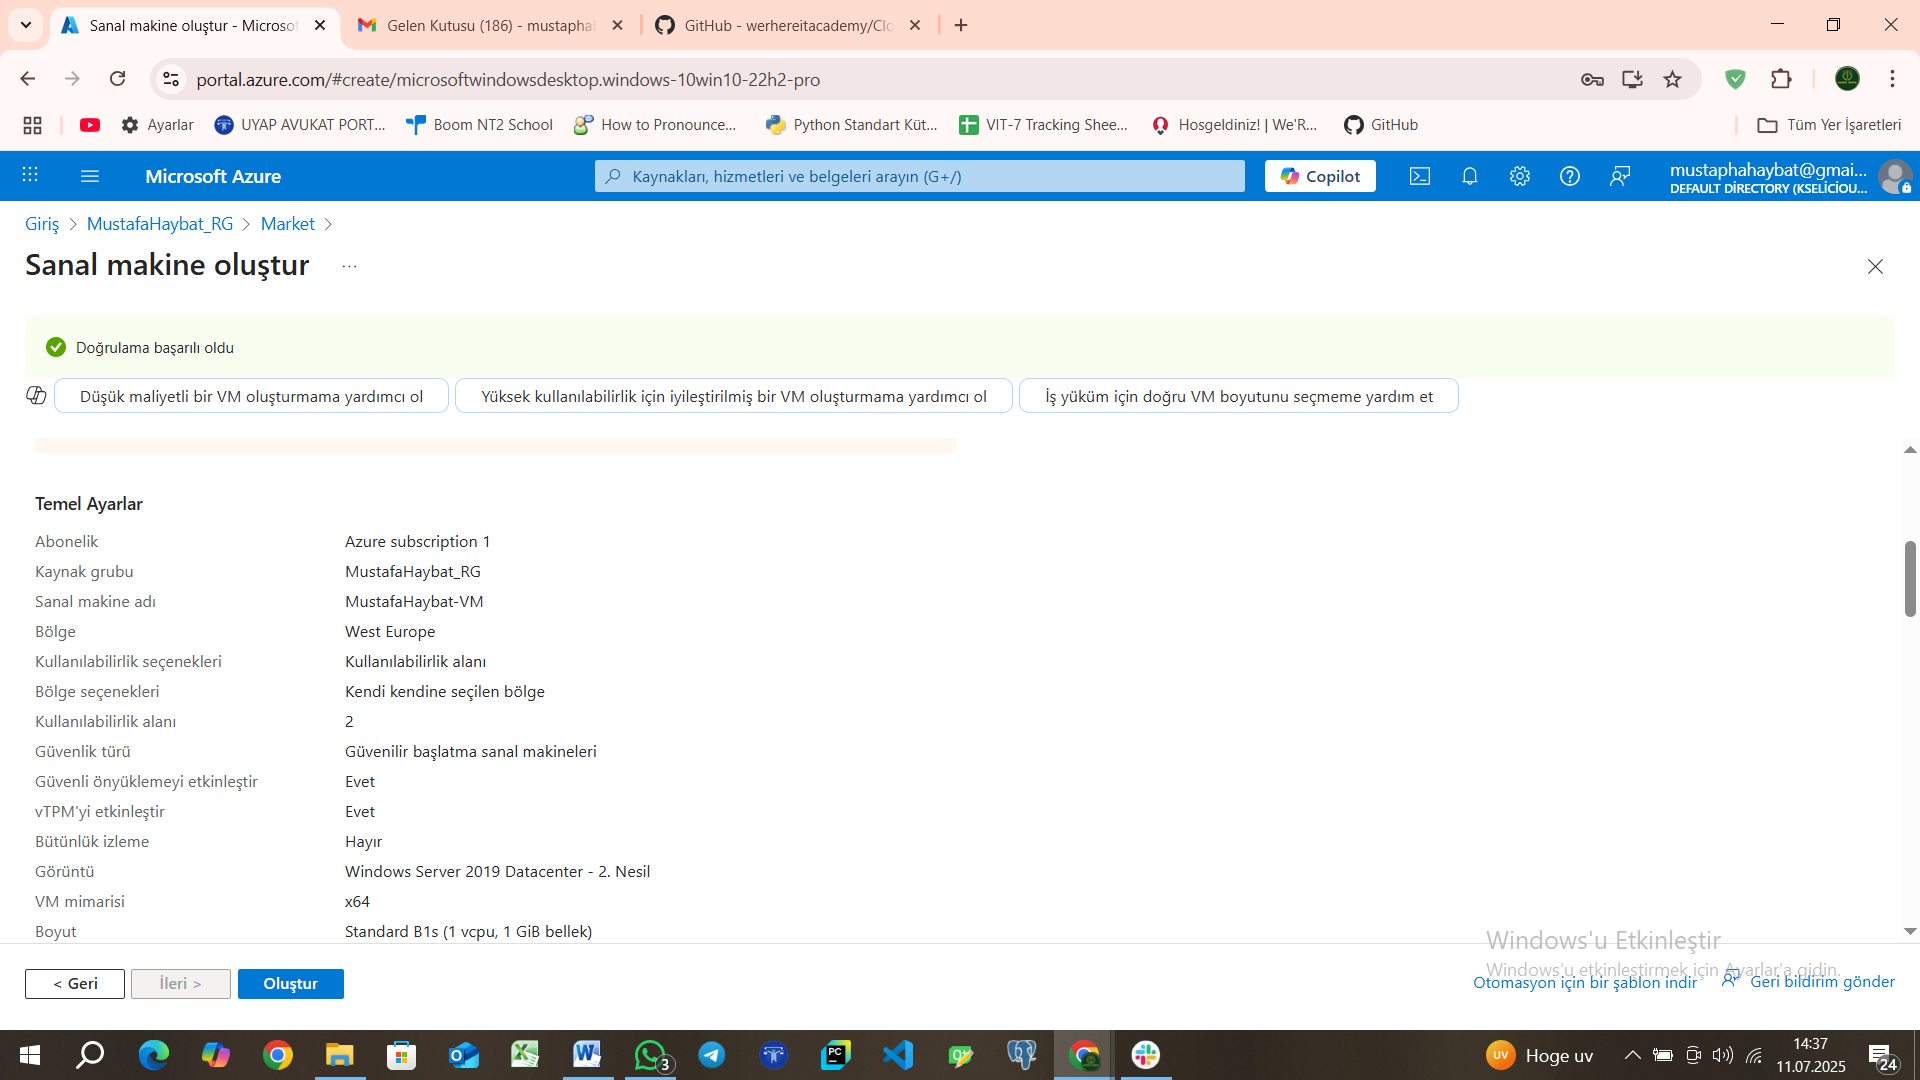 Sanal makine oluştur - Microsof
Gelen Kutusu (186) - mustaphal
GitHub - werhereitacademy/Clo
portal.azure.com/#create/microsoftwindowsdesktop.windows-10win10-22h2-pro
Ayarlar
UYAP AVUKAT PORT...
Boom NT2 School
How to Pronounce...
Python Standart Küt...
VIT-7 Tracking Shee...
Hosgeldiniz! | We'R...
GitHub
Tüm Yer İşaretleri
Microsoft Azure
Kaynakları, hizmetleri ve belgeleri arayın (G+/)
Copilot
mustaphahaybat@gmai...
DEFAULT DİRECTORY (KSELİCİOU...
Giriş > MustafaHaybat_RG > Market >
Sanal makine oluştur ...
Doğrulama başarılı oldu
Düşük maliyetli bir VM oluşturmama yardımcı ol
Yüksek kullanılabilirlik için iyileştirilmiş bir VM oluşturmama yardımcı ol
İş yüküm için doğru VM boyutunu seçmeme yardım et
Temel Ayarlar
Abonelik Azure subscription 1
Kaynak grubu MustafaHaybat_RG
Sanal makine adı MustafaHaybat-VM
Bölge West Europe
Kullanılabilirlik seçenekleri Kullanılabilirlik alanı
Bölge seçenekleri Kendi kendine seçilen bölge
Kullanılabilirlik alanı 2
Güvenlik türü Güvenilir başlatma sanal makineleri
Güvenli önyüklemeyi etkinleştir Evet
vTPM'yi etkinleştir Evet
Bütünlük izleme Hayır
Görüntü Windows Server 2019 Datacenter - 2. Nesil
VM mimarisi x64
Boyut Standard B1s (1 vcpu, 1 GiB bellek)
Windows'u Etkinleştir
Windows'u etkinleştirmek için Ayarlar'a gidin.
< Geri
İleri >
Oluştur
Otomasyon için bir şablon indir
Geri bildirim gönder
3
PC
UV
Hoge uv
14:37
11.07.2025
24